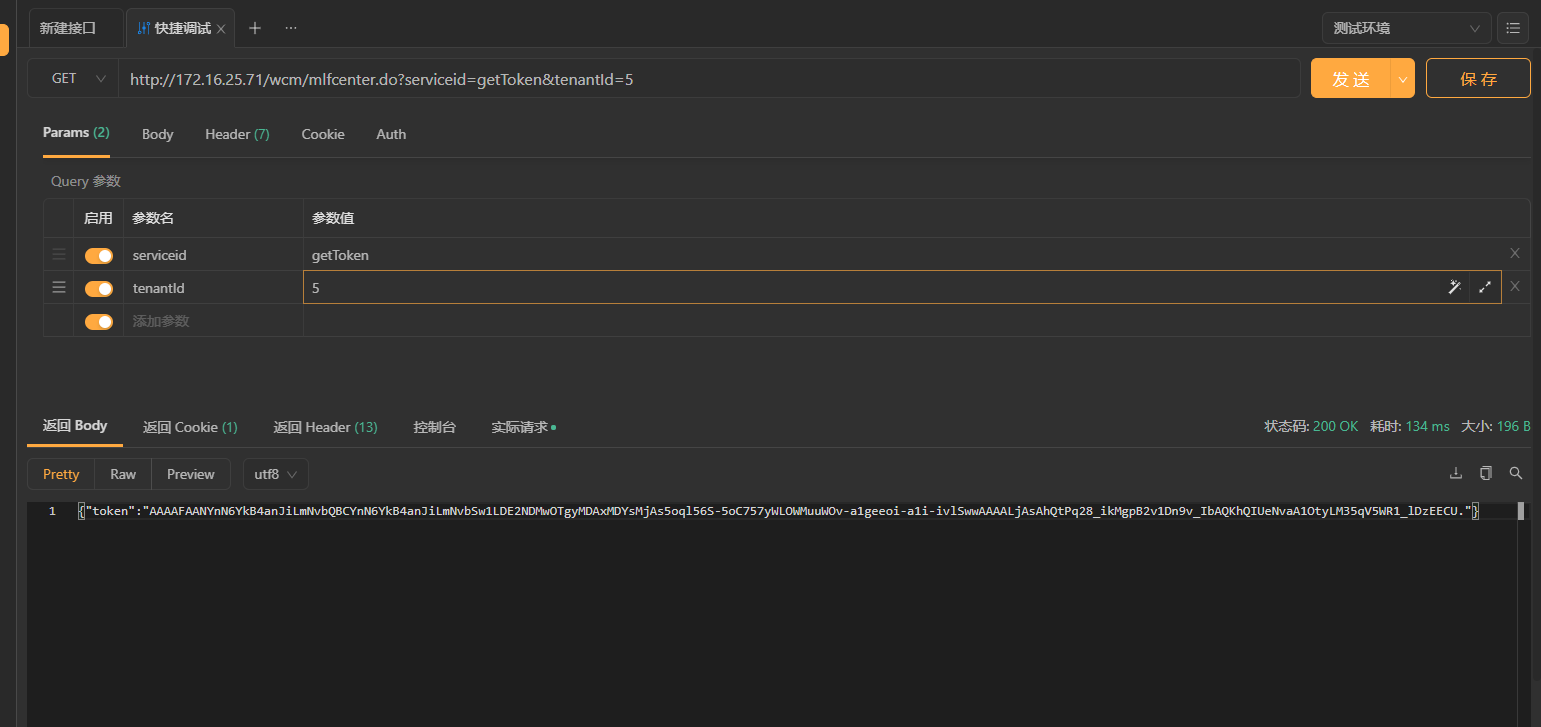 新建接口
快捷调试
测试环境
GET
http://172.16.25.71/wcm/mlfcenter.do?serviceid=getToken&tenantId=5
发 送
保 存
Params (2)
Body
Header (7)
Cookie
Auth
Query 参数
启用
参数名
参数值
serviceid
getToken
tenantId
5
添加参数
返回 Body
返回 Cookie (1)
返回 Header (13)
控制台
实际请求
状态码: 200 OK
耗时: 134 ms
大小: 196 B
Pretty
Raw
Preview
utf8
1
{"token":"AAAAFAANYnN6YkB4anJiLmNvbQBCYnN6YkB4anJiLmNvbSw1LDE2NDMwOTgyMDAxMDYsMjAs5oql56S-5oC757yWLOWMuuWOv-a1geeoi-a1i-ivlSwwAAAALjAsAhQtPq28_ikMgpB2v1Dn9v_IbAQKhQIUeNvaA1OtyLM35qV5WR1_lDzEECU."}